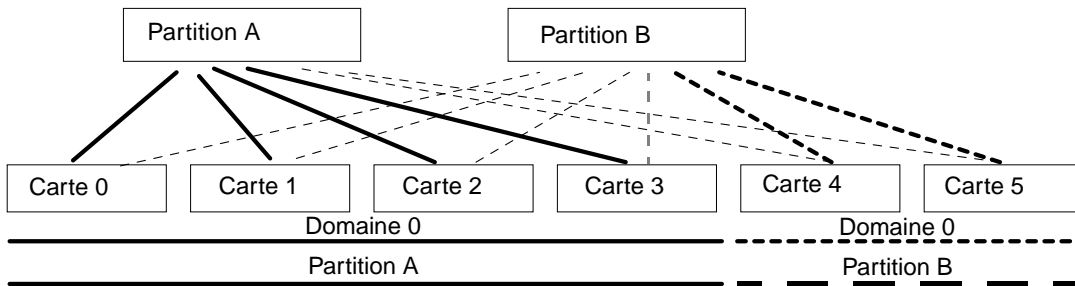 Partition A
Partition B
Carte 0
Carte 1
Carte 2
Carte 3
Carte 4
Carte 5
Domaine 0
Domaine 0
Partition A
Partition B